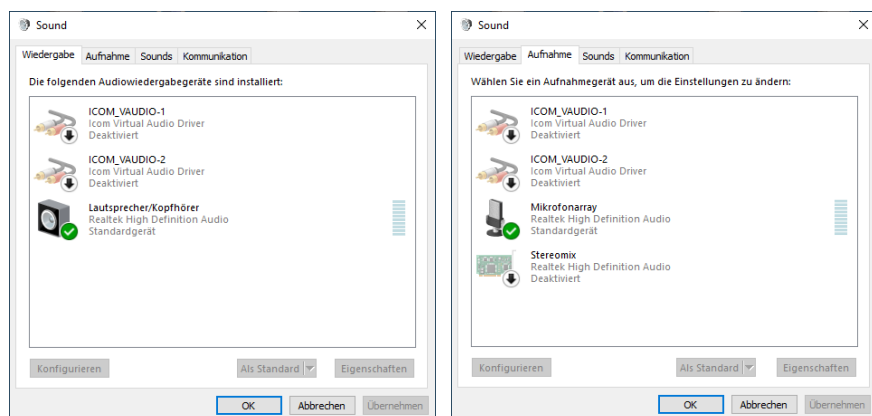 Sound
Wiedergabe Aufnahme Sounds Kommunikation
Die folgenden Audiowiedergabegeräte sind installiert:
ICOM_VAUDIO-1
Icom Virtual Audio Driver
Deaktiviert
ICOM_VAUDIO-2
Icom Virtual Audio Driver
Deaktiviert
Lautsprecher/Kopfhörer
Realtek High Definition Audio
Standardgerät
Konfigurieren Als Standard Eigenschaften
OK Abbrechen Übernehmen
Sound
Wiedergabe Aufnahme Sounds Kommunikation
Wählen Sie ein Aufnahmegerät aus, um die Einstellungen zu ändern:
ICOM_VAUDIO-1
Icom Virtual Audio Driver
Deaktiviert
ICOM_VAUDIO-2
Icom Virtual Audio Driver
Deaktiviert
Mikrofonarray
Realtek High Definition Audio
Standardgerät
Stereomix
Realtek High Definition Audio
Deaktiviert
Konfigurieren Als Standard Eigenschaften
OK Abbrechen Übernehmen